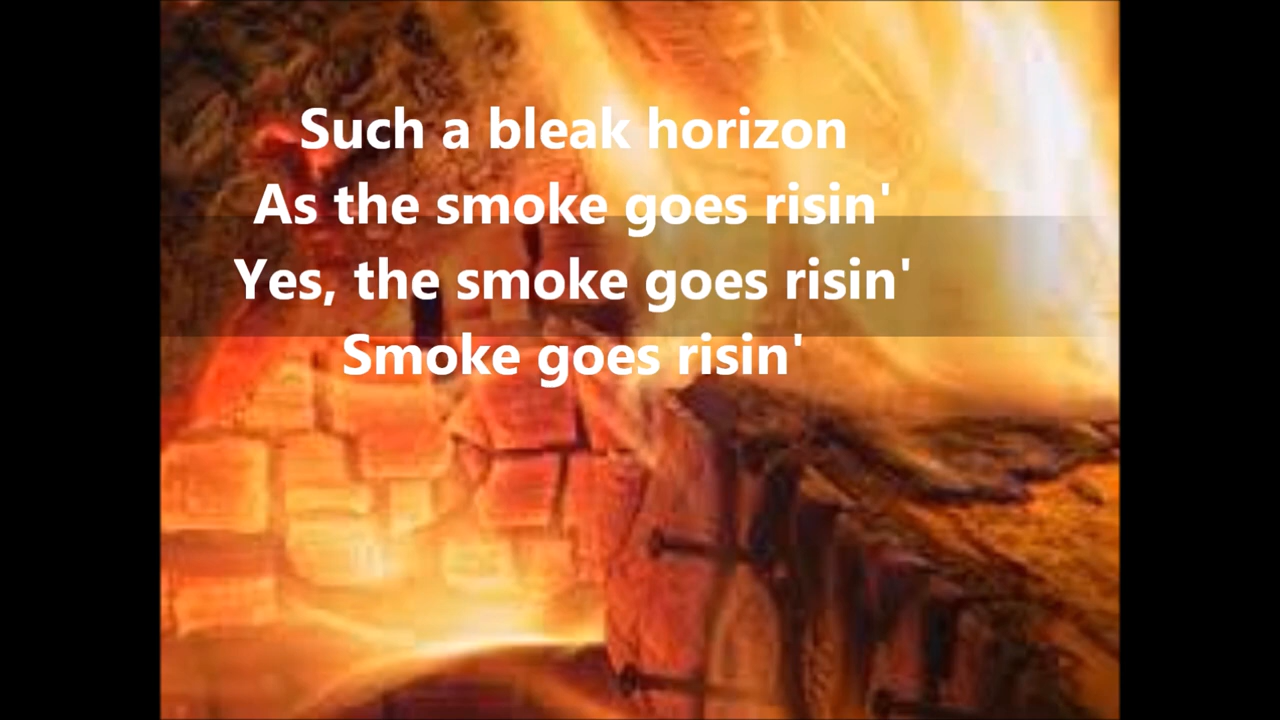 Such a bleak horizon
As the smoke goes risin'
Yes, the smoke goes risin'
Smoke goes risin'